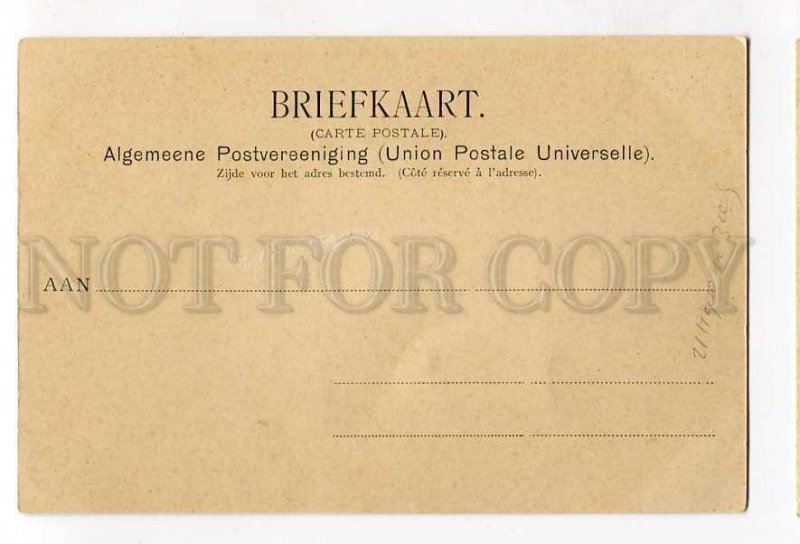 BRIEFKAART.
(CARTE POSTALE).
Algemeene Postvereeniging (Union Postale Universelle).
Zijde voor het adres bestemd. (Côté réservé à l'adresse).
NOT FOR COPY
AAN